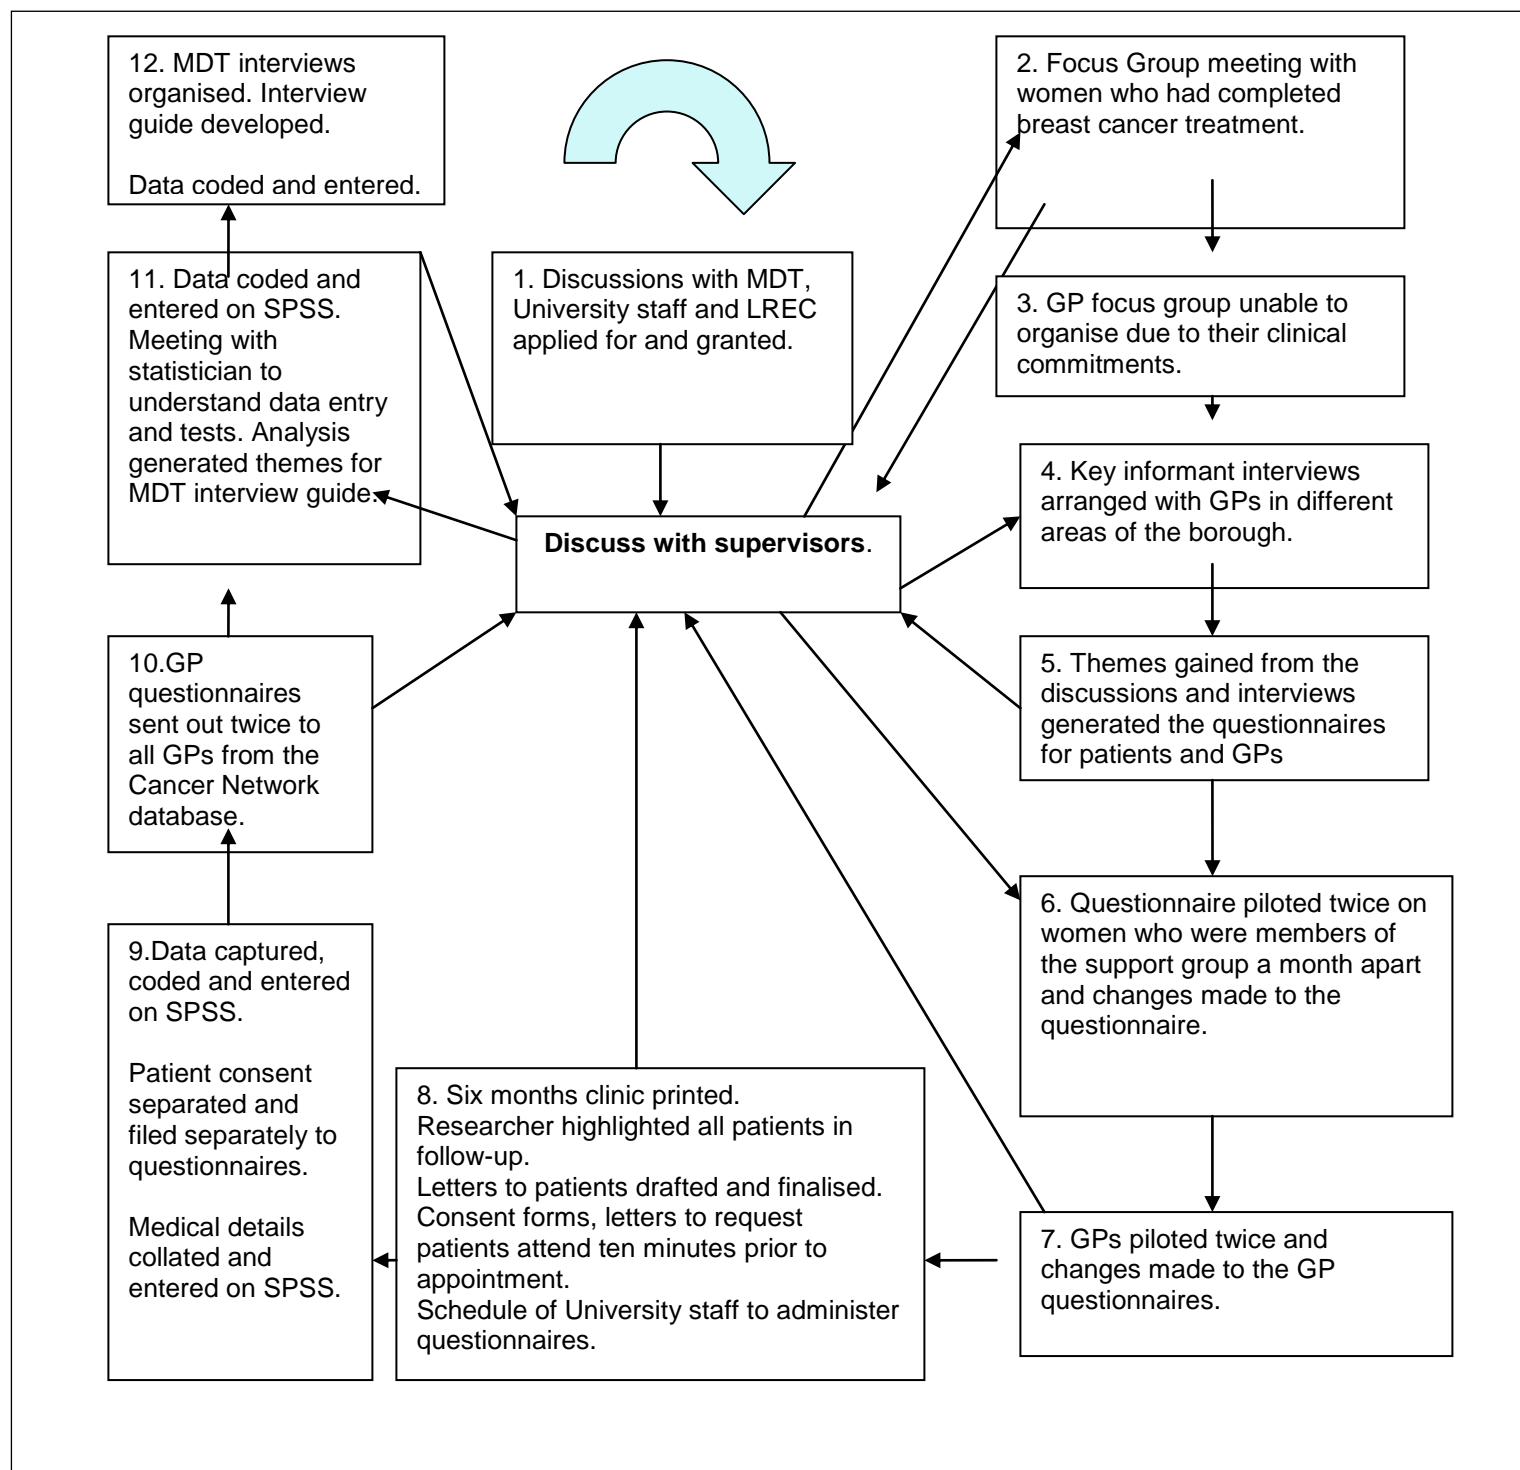 1. Discussions with MDT,
University staff and LREC
applied for and granted.
Discuss with supervisors.
2. Focus Group meeting with
women who had completed
breast cancer treatment.
3. GP focus group unable to
organise due to their clinical
commitments.
4. Key informant interviews
arranged with GPs in different
areas of the borough.
5. Themes gained from the
discussions and interviews
generated the questionnaires
for patients and GPs
6. Questionnaire piloted twice on
women who were members of
the support group a month apart
and changes made to the
questionnaire.
7. GPs piloted twice and
changes made to the GP
questionnaires.
8. Six months clinic printed.
Researcher highlighted all patients in
follow-up.
Letters to patients drafted and finalised.
Consent forms, letters to request
patients attend ten minutes prior to
appointment.
Schedule of University staff to administer
questionnaires.
9.Data captured,
coded and entered
on SPSS.
Patient consent
separated and
filed separately to
questionnaires.
Medical details
collated and
entered on SPSS.
10.GP
questionnaires
sent out twice to
all GPs from the
Cancer Network
database.
11. Data coded and
entered on SPSS.
Meeting with
statistician to
understand data entry
and tests. Analysis
generated themes for
MDT interview guide.
12. MDT interviews
organised. Interview
guide developed.
Data coded and entered.